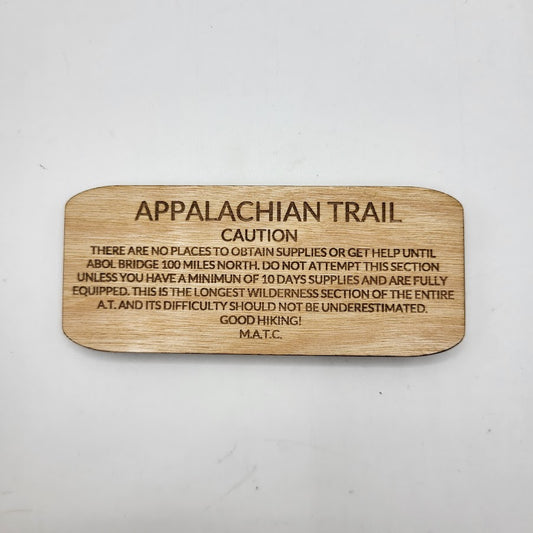 APPALACHIAN TRAIL
CAUTION
THERE ARE NO PLACES TO OBTAIN SUPPLIES OR GET HELP UNTIL
ABOL BRIDGE 100 MILES NORTH. DO NOT ATTEMPT THIS SECTION
UNLESS YOU HAVE A MINIMUN OF 10 DAYS SUPPLIES AND ARE FULLY
EQUIPPED. THIS IS THE LONGEST WILDERNESS SECTION OF THE ENTIRE
A.T. AND ITS DIFFICULTY SHOULD NOT BE UNDERESTIMATED.
GOOD HIKING!
M.A.T.C.